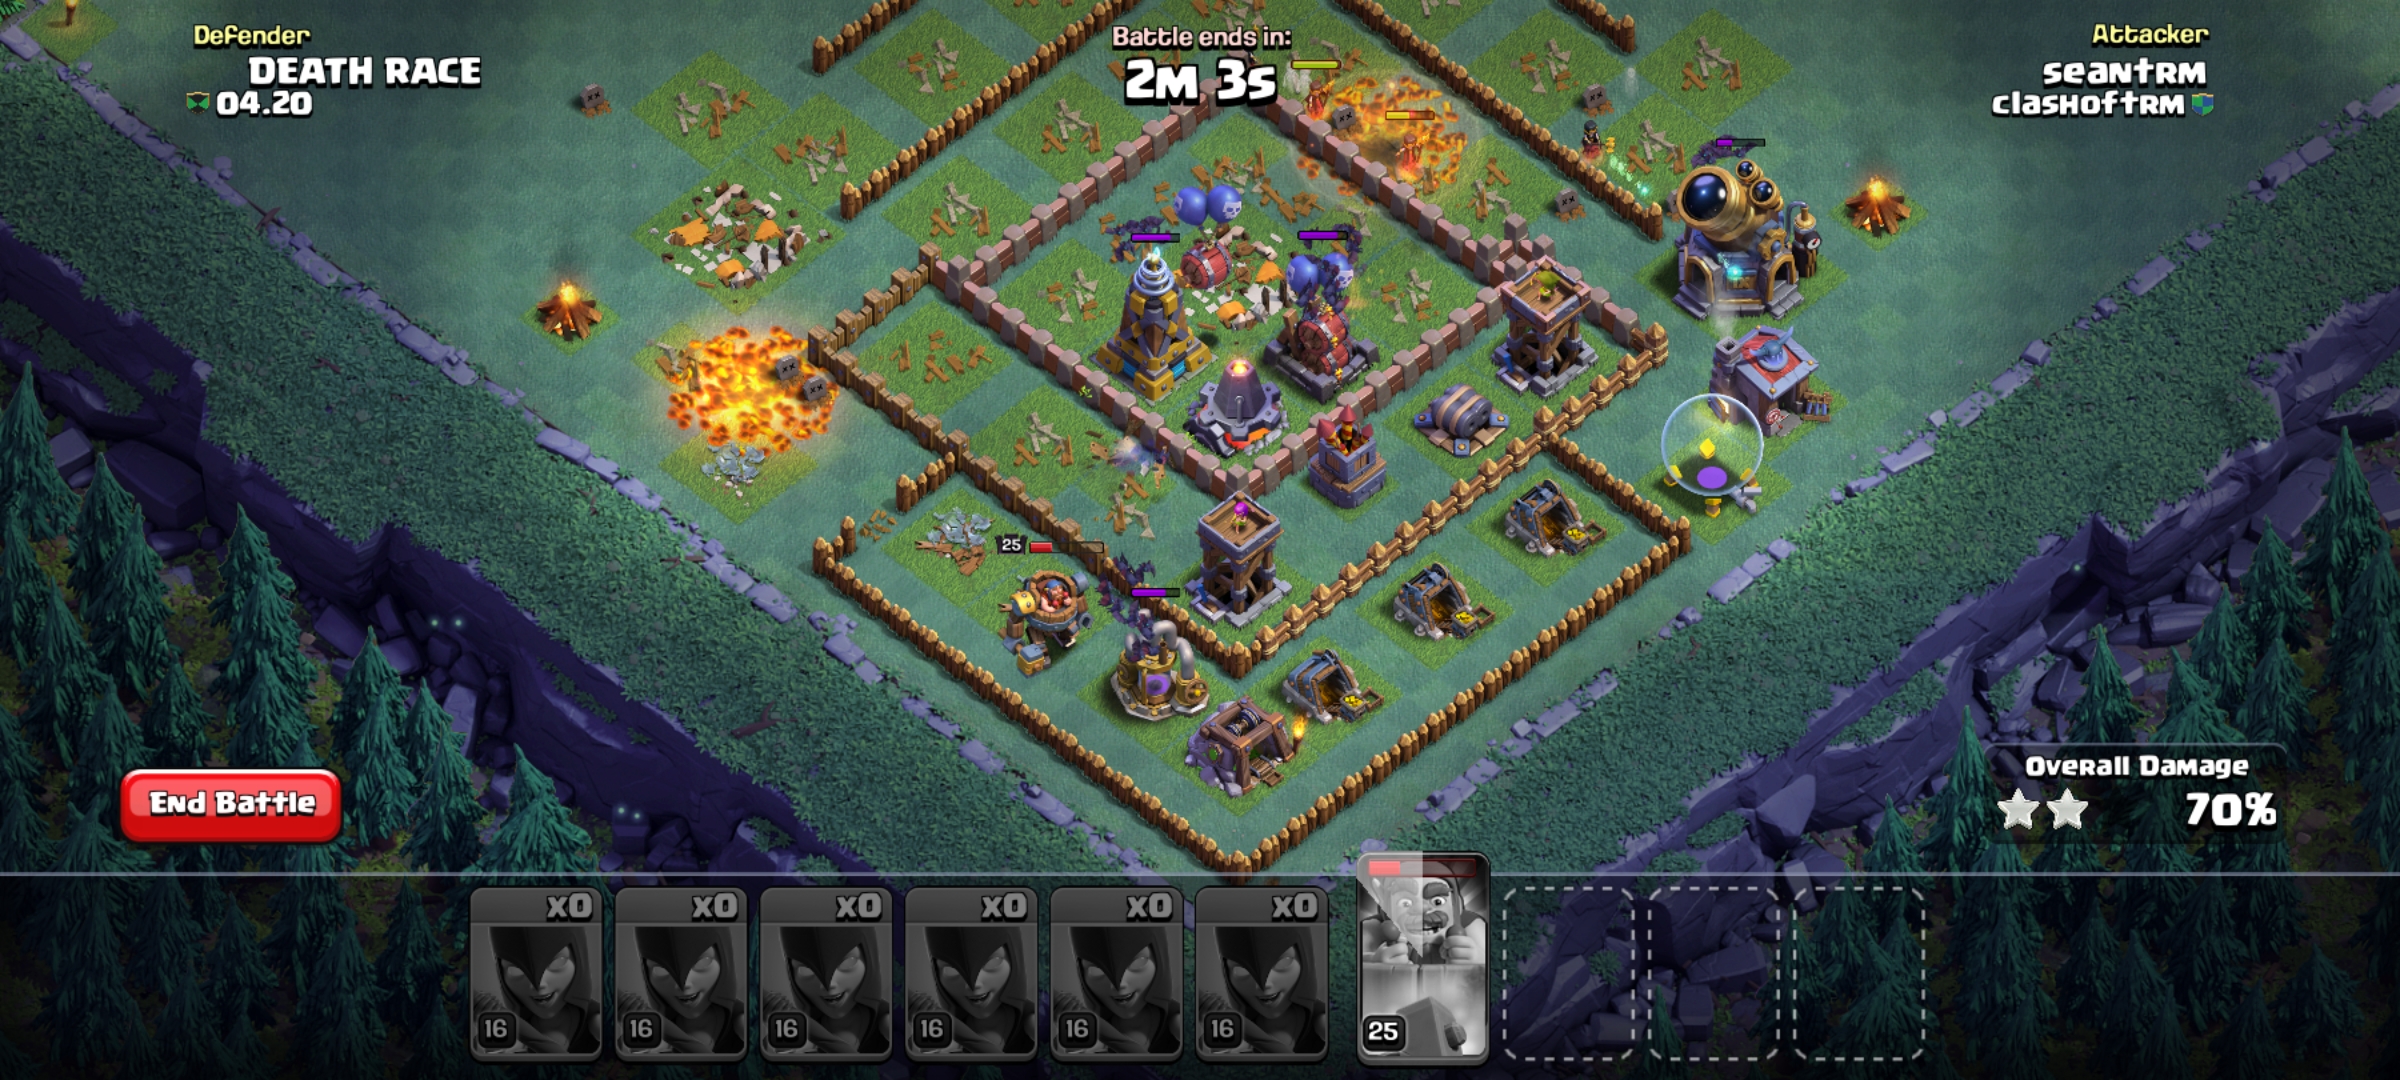 Defender
DEATH RACE
04.20
Battle ends in:
2M 3S
Attacker
seantRM
clashoftRM
25
End Battle
Overall Damage
70%
x0
x0
x0
x0
x0
x0
16
16
16
16
16
16
25